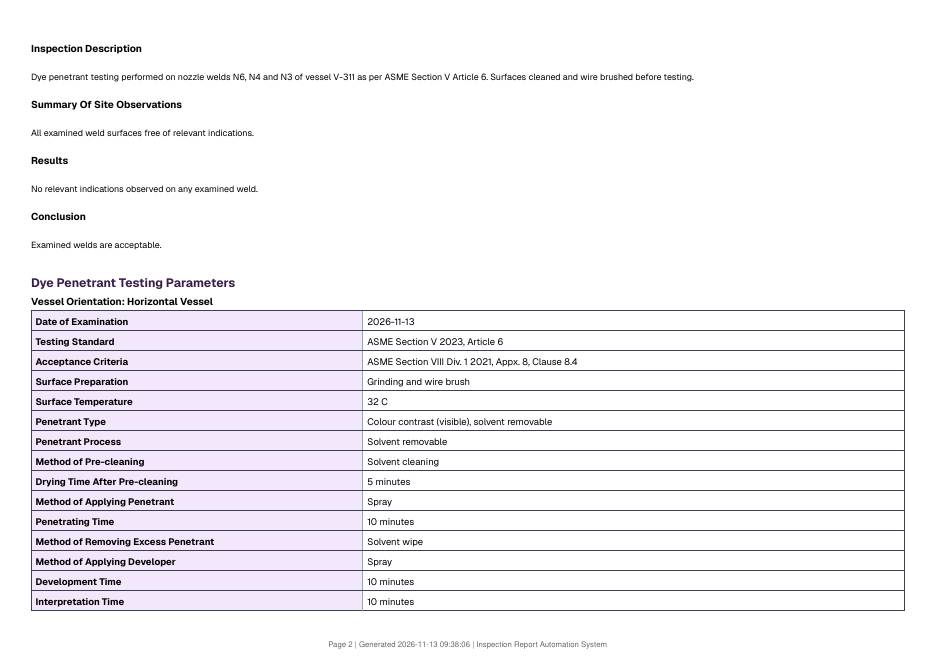 Inspection Description
Dye penetrant testing performed on nozzle welds N6, N4 and N3 of vessel V-311 as per ASME Section V Article 6. Surfaces cleaned and wire brushed before testing.
Summary Of Site Observations
All examined weld surfaces free of relevant indications.
Results
No relevant indications observed on any examined weld.
Conclusion
Examined welds are acceptable.
Dye Penetrant Testing Parameters
Vessel Orientation: Horizontal Vessel
Date of Examination 2026-11-13
Testing Standard ASME Section V 2023, Article 6
Acceptance Criteria ASME Section VIII Div. 1 2021, Appx. 8, Clause 8.4
Surface Preparation Grinding and wire brush
Surface Temperature 32 C
Penetrant Type Colour contrast (visible), solvent removable
Penetrant Process Solvent removable
Method of Pre-cleaning Solvent cleaning
Drying Time After Pre-cleaning 5 minutes
Method of Applying Penetrant Spray
Penetrating Time 10 minutes
Method of Removing Excess Penetrant Solvent wipe
Method of Applying Developer Spray
Development Time 10 minutes
Interpretation Time 10 minutes
Page 2 | Generated 2026-11-13 09:38:06 | Inspection Report Automation System